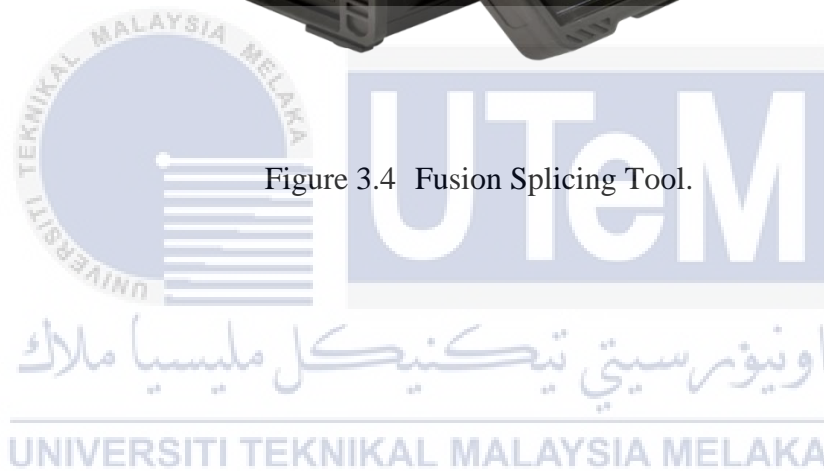 UNIVERSITI TEKNIKAL MALAYSIA MELAKA
UTeM
Figure 3.4 Fusion Splicing Tool.
اونيۏرسيتي تيكنيكل مليسيا ملاك
UNIVERSITI TEKNIKAL MALAYSIA MELAKA